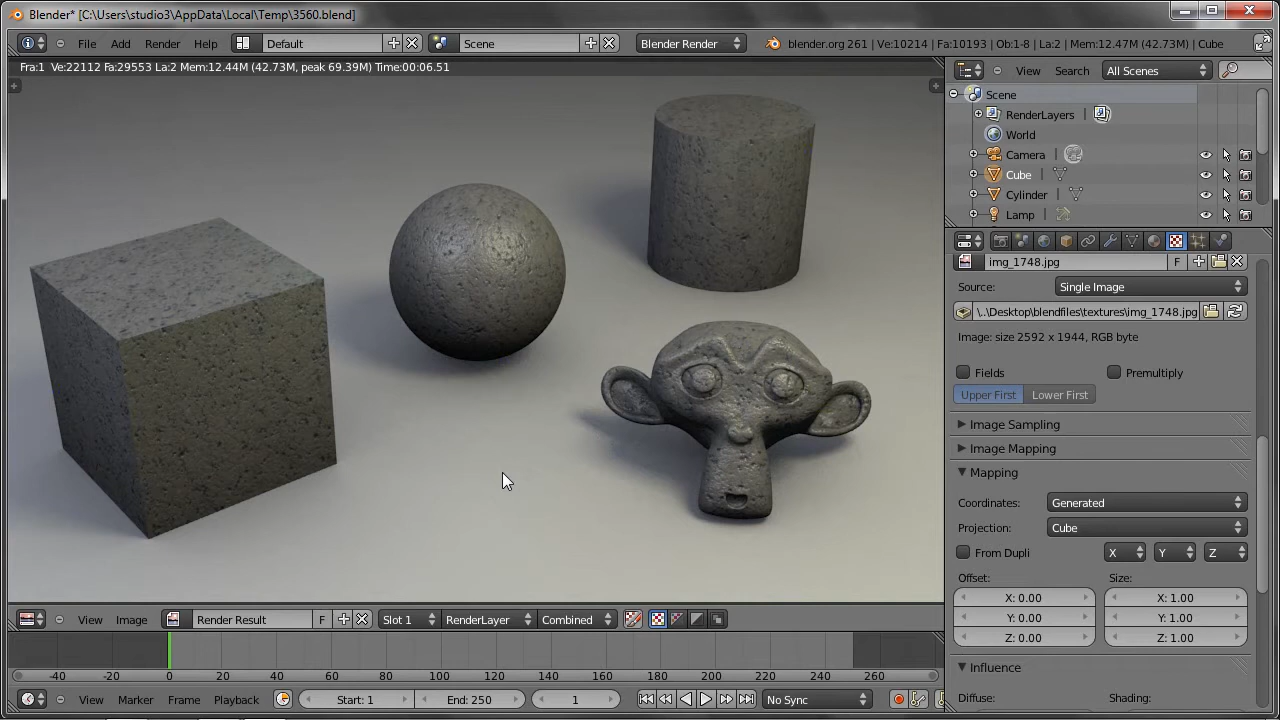 Blender* [C:\Users\studio3\AppData\Local\Temp\3560.blend]
File Add Render Help Default Scene Blender Render blender.org 261 | Ve:10214 | Fa:10193 | Ob:1-8 | La:2 | Mem:12.47M (42.73M) | Cube
Fra:1 Ve:22112 Fa:29553 La:2 Mem:12.44M (42.73M, peak 69.39M) Time:00:06.51
View Search All Scenes
Scene
RenderLayers |
World
Camera |
Cube |
Cylinder |
Lamp |
img_1748.jpg F
Source: Single Image
\..\Desktop\blendfiles\textures\img_1748.jpg
Image: size 2592 x 1944, RGB byte
Fields Premultiply
Upper First Lower First
Image Sampling
Image Mapping
Mapping
Coordinates: Generated
Projection: Cube
From Dupli X Y Z
Offset: Size:
X: 0.00 X: 1.00
Y: 0.00 Y: 1.00
Z: 0.00 Z: 1.00
Influence
Diffuse: Shading:
View Image Render Result F Slot 1 RenderLayer Combined
-40 -20 0 20 40 60 80 100 120 140 160 180 200 220 240 260
View Marker Frame Playback Start: 1 End: 250 1 No Sync